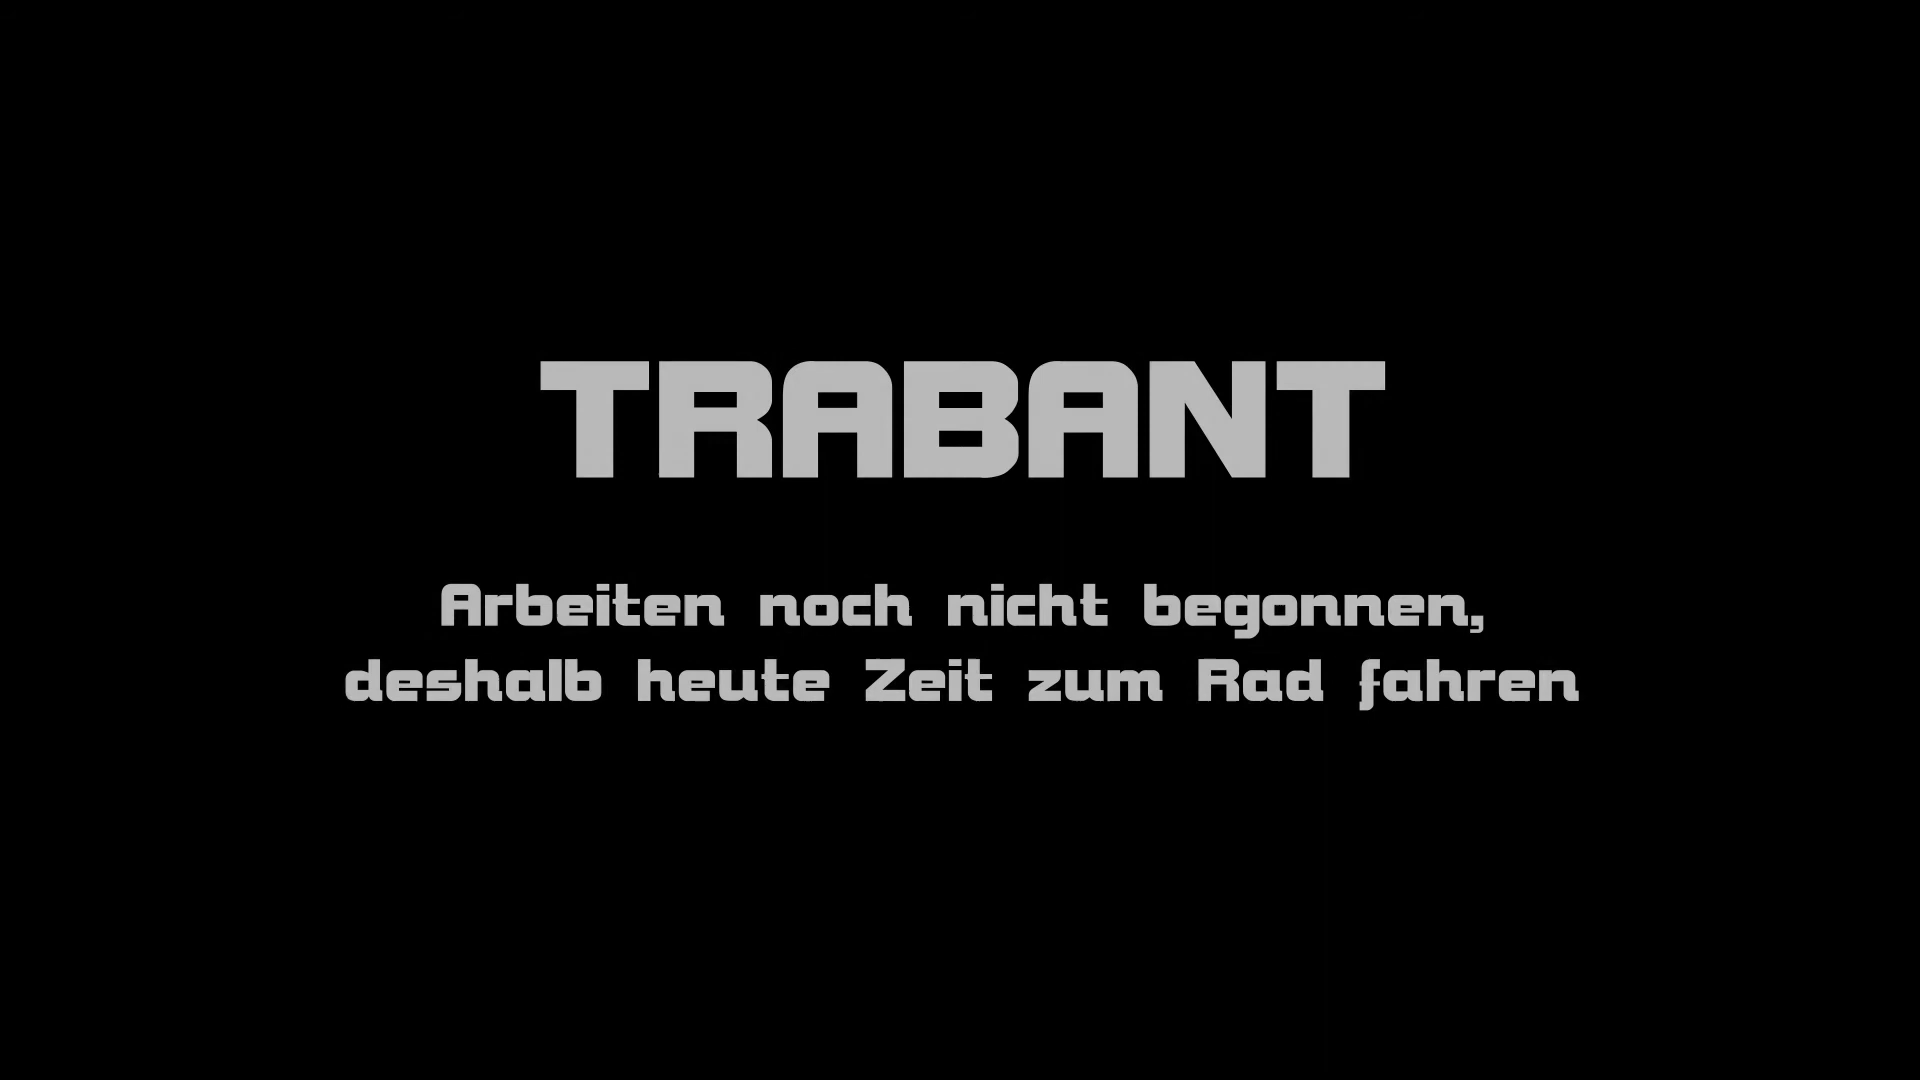 TRABANT
Arbeiten noch nicht begonnen,
deshalb heute Zeit zum Rad fahren